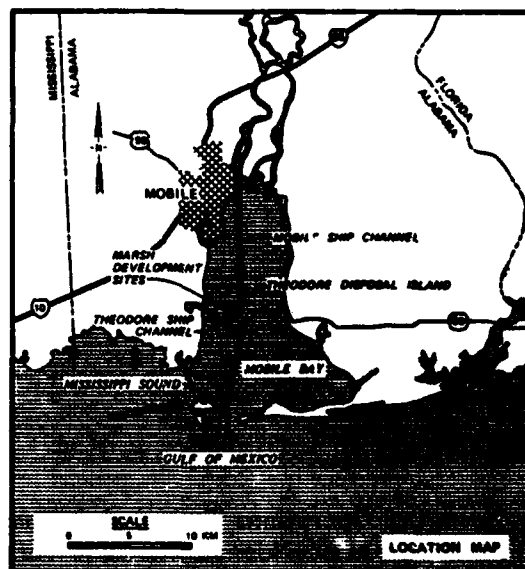 MISSISSIPPI
ALABAMA
FLORIDA
ALABAMA
N
MOBILE
SHIP CHANNEL
MARSH
DEVELOPMENT
SITES
THEODORE DISPOSAL ISLAND
10
THEODORE SHIP
CHANNEL
MOBILE BAY
MISSISSIPPI SOUND
GULF OF MEXICO
SCALE
0 5 10 KM
LOCATION MAP